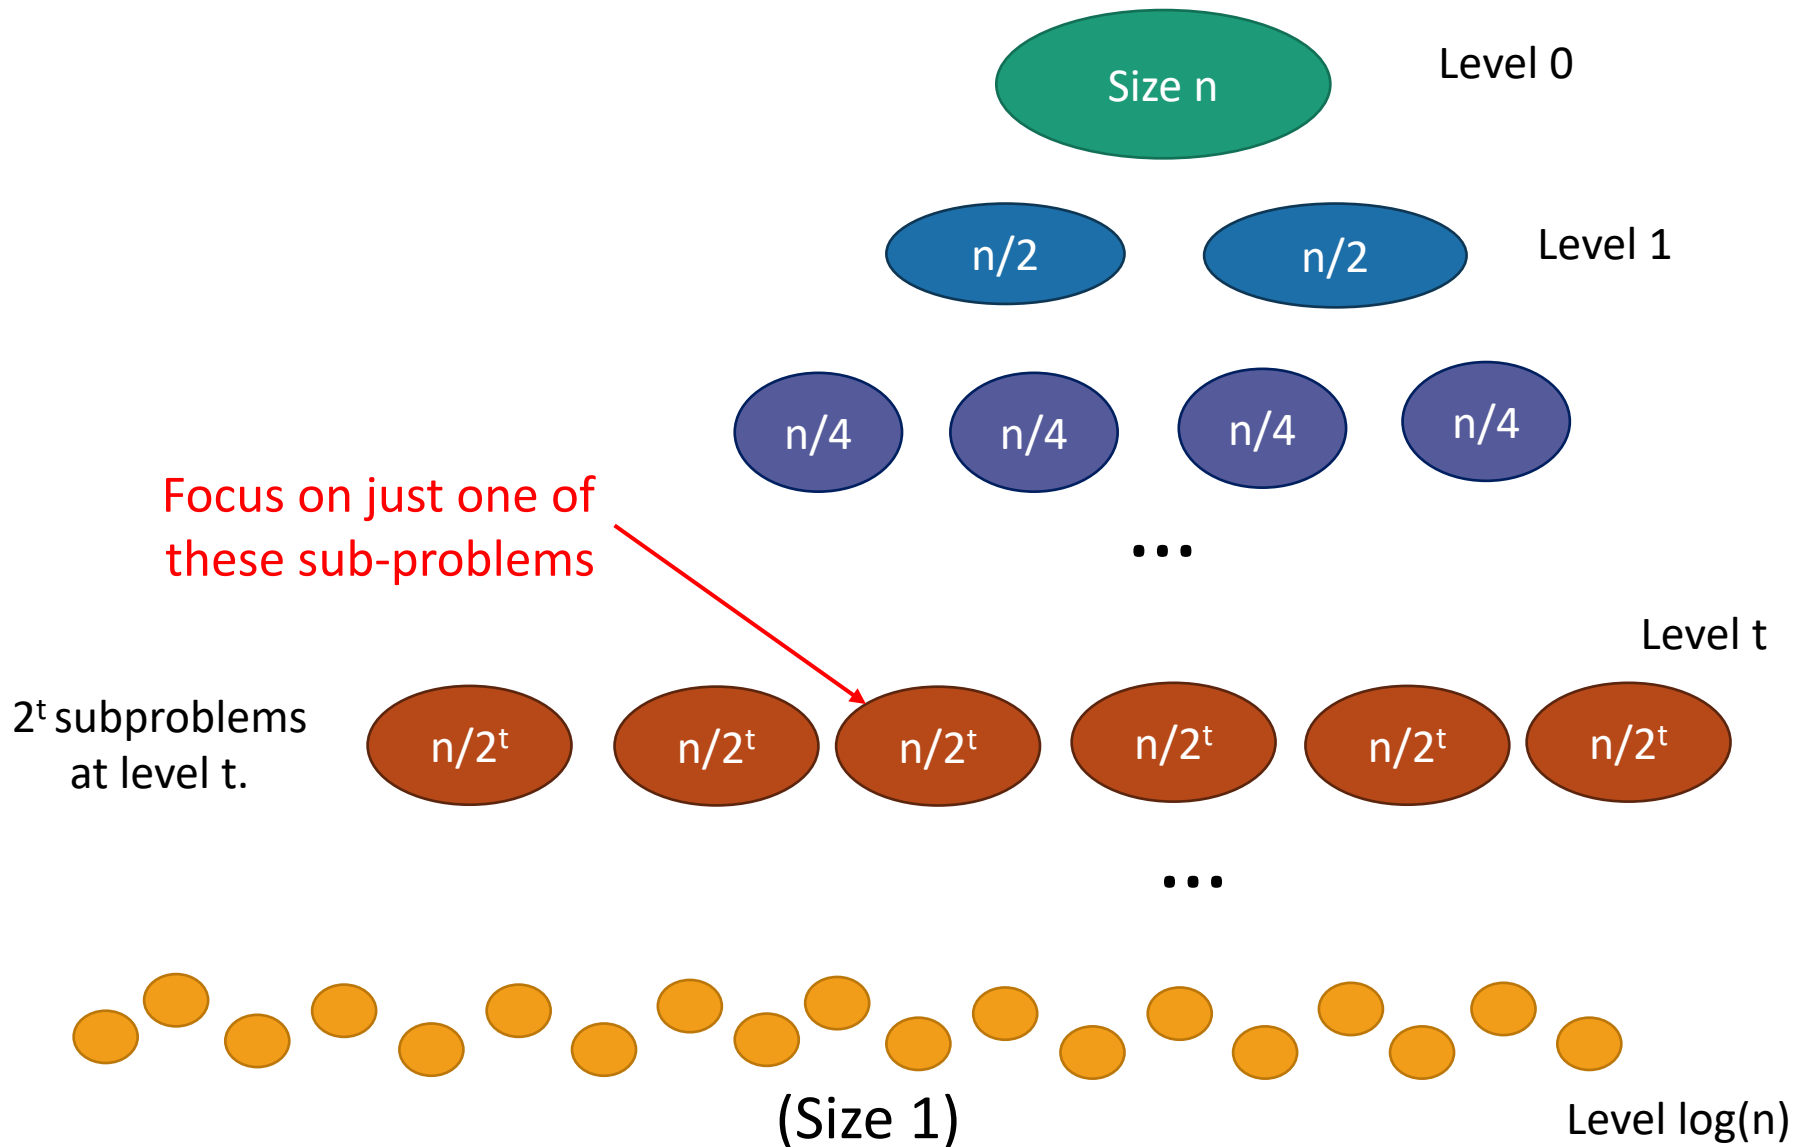 Size n
Level 0
n/2
n/2
Level 1
n/4
n/4
n/4
n/4
Focus on just one of
these sub-problems
...
Level t
2ᵗ subproblems
at level t.
n/2ᵗ
n/2ᵗ
n/2ᵗ
n/2ᵗ
n/2ᵗ
n/2ᵗ
...
(Size 1)
Level log(n)